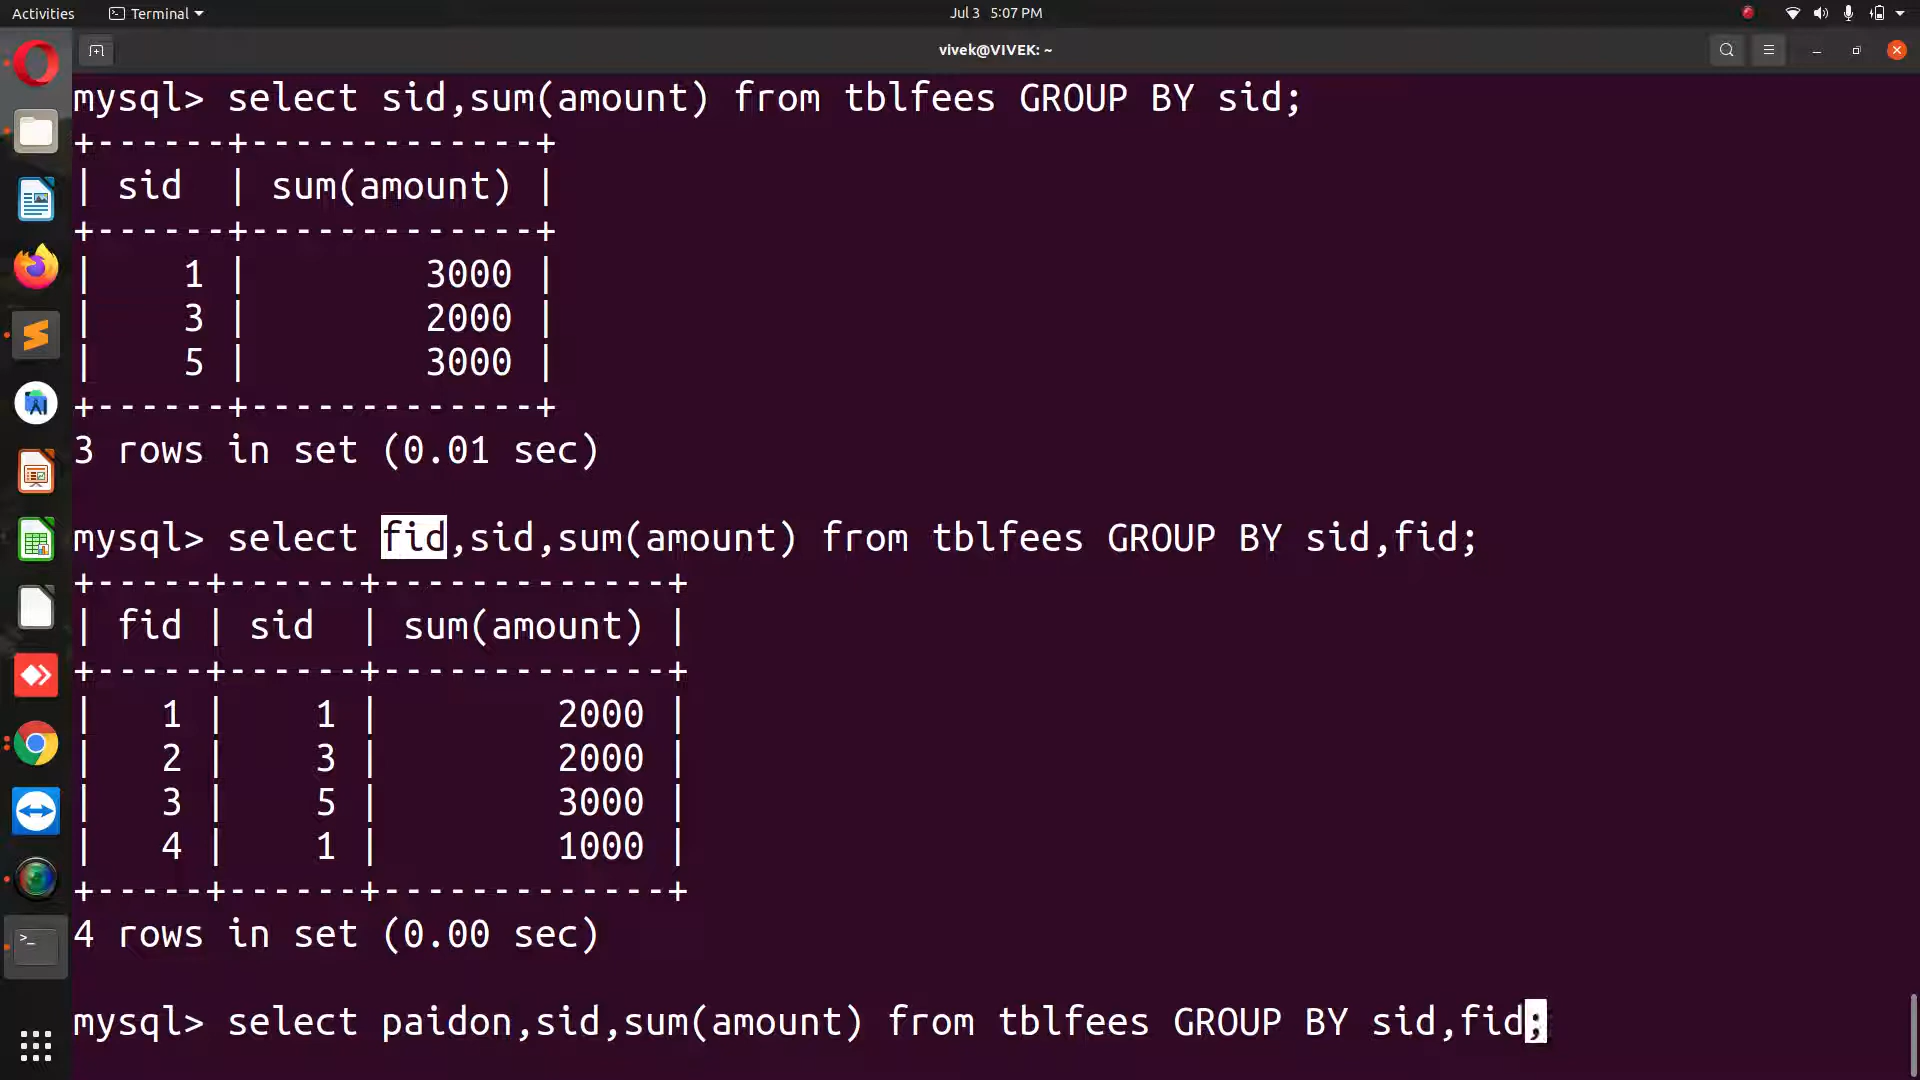 Activities
Terminal
Jul 3 5:07 PM
vivek@VIVEK: ~
mysql> select sid,sum(amount) from tblfees GROUP BY sid;
+------+-------------+
| sid  | sum(amount) |
+------+-------------+
|    1 |        3000 |
|    3 |        2000 |
|    5 |        3000 |
+------+-------------+
3 rows in set (0.01 sec)
mysql> select fid,sid,sum(amount) from tblfees GROUP BY sid,fid;
+-----+------+-------------+
| fid | sid  | sum(amount) |
+-----+------+-------------+
|   1 |    1 |        2000 |
|   2 |    3 |        2000 |
|   3 |    5 |        3000 |
|   4 |    1 |        1000 |
+-----+------+-------------+
4 rows in set (0.00 sec)
mysql> select paidon,sid,sum(amount) from tblfees GROUP BY sid,fid;